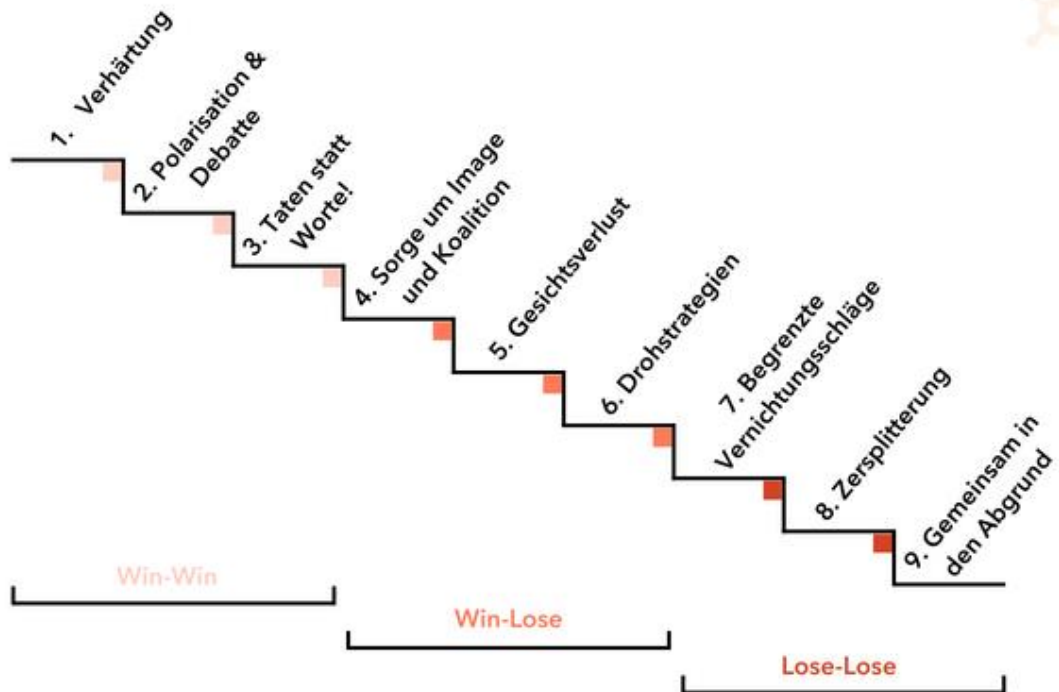 1. Verhärtung
2. Polarisation &
Debatte
3. Taten statt
Worte!
4. Sorge um Image
und Koalition
5. Gesichtsverlust
6. Drohstrategien
7. Begrenzte
Vernichtungsschläge
8. Zersplitterung
9. Gemeinsam in
den Abgrund
Win-Win
Win-Lose
Lose-Lose